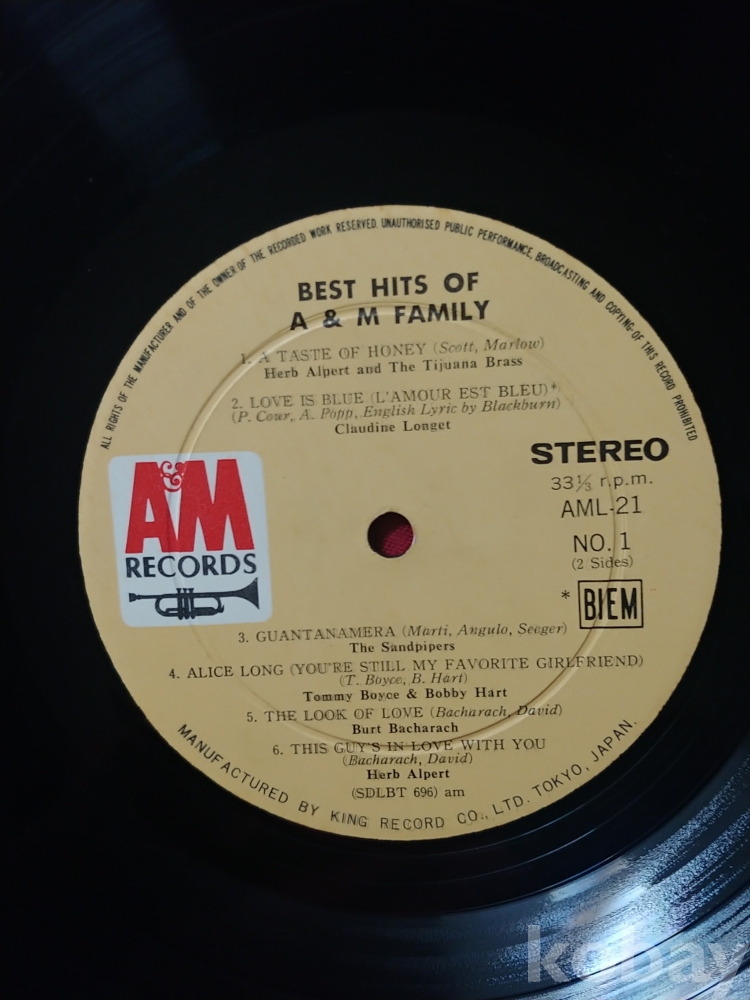 ALL RIGHTS OF THE MANUFACTURER AND OF THE OWNER OF THE RECORDED WORK RESERVED. UNAUTHORISED PUBLIC PERFORMANCE, BROADCASTING AND COPYING OF THIS RECORD PROHIBITED
BEST HITS OF
A & M FAMILY
1. A TASTE OF HONEY (Scott, Marlow)
Herb Alpert and The Tijuana Brass
2. LOVE IS BLUE (L'AMOUR EST BLEU)*
(P. Cour, A. Popp, English Lyric by Blackburn)
Claudine Longet
A&M
RECORDS
STEREO
33⅓ r.p.m.
AML-21
NO. 1
(2 Sides)
* BIEM
3. GUANTANAMERA (Marti, Angulo, Seeger)
The Sandpipers
4. ALICE LONG (YOU'RE STILL MY FAVORITE GIRLFRIEND)
(T. Boyce, B. Hart)
Tommy Boyce & Bobby Hart
5. THE LOOK OF LOVE (Bacharach, David)
Burt Bacharach
6. THIS GUY'S IN LOVE WITH YOU
(Bacharach, David)
Herb Alpert
(SDLBT 696) am
MANUFACTURED BY KING RECORD CO., LTD. TOKYO, JAPAN.
kobay